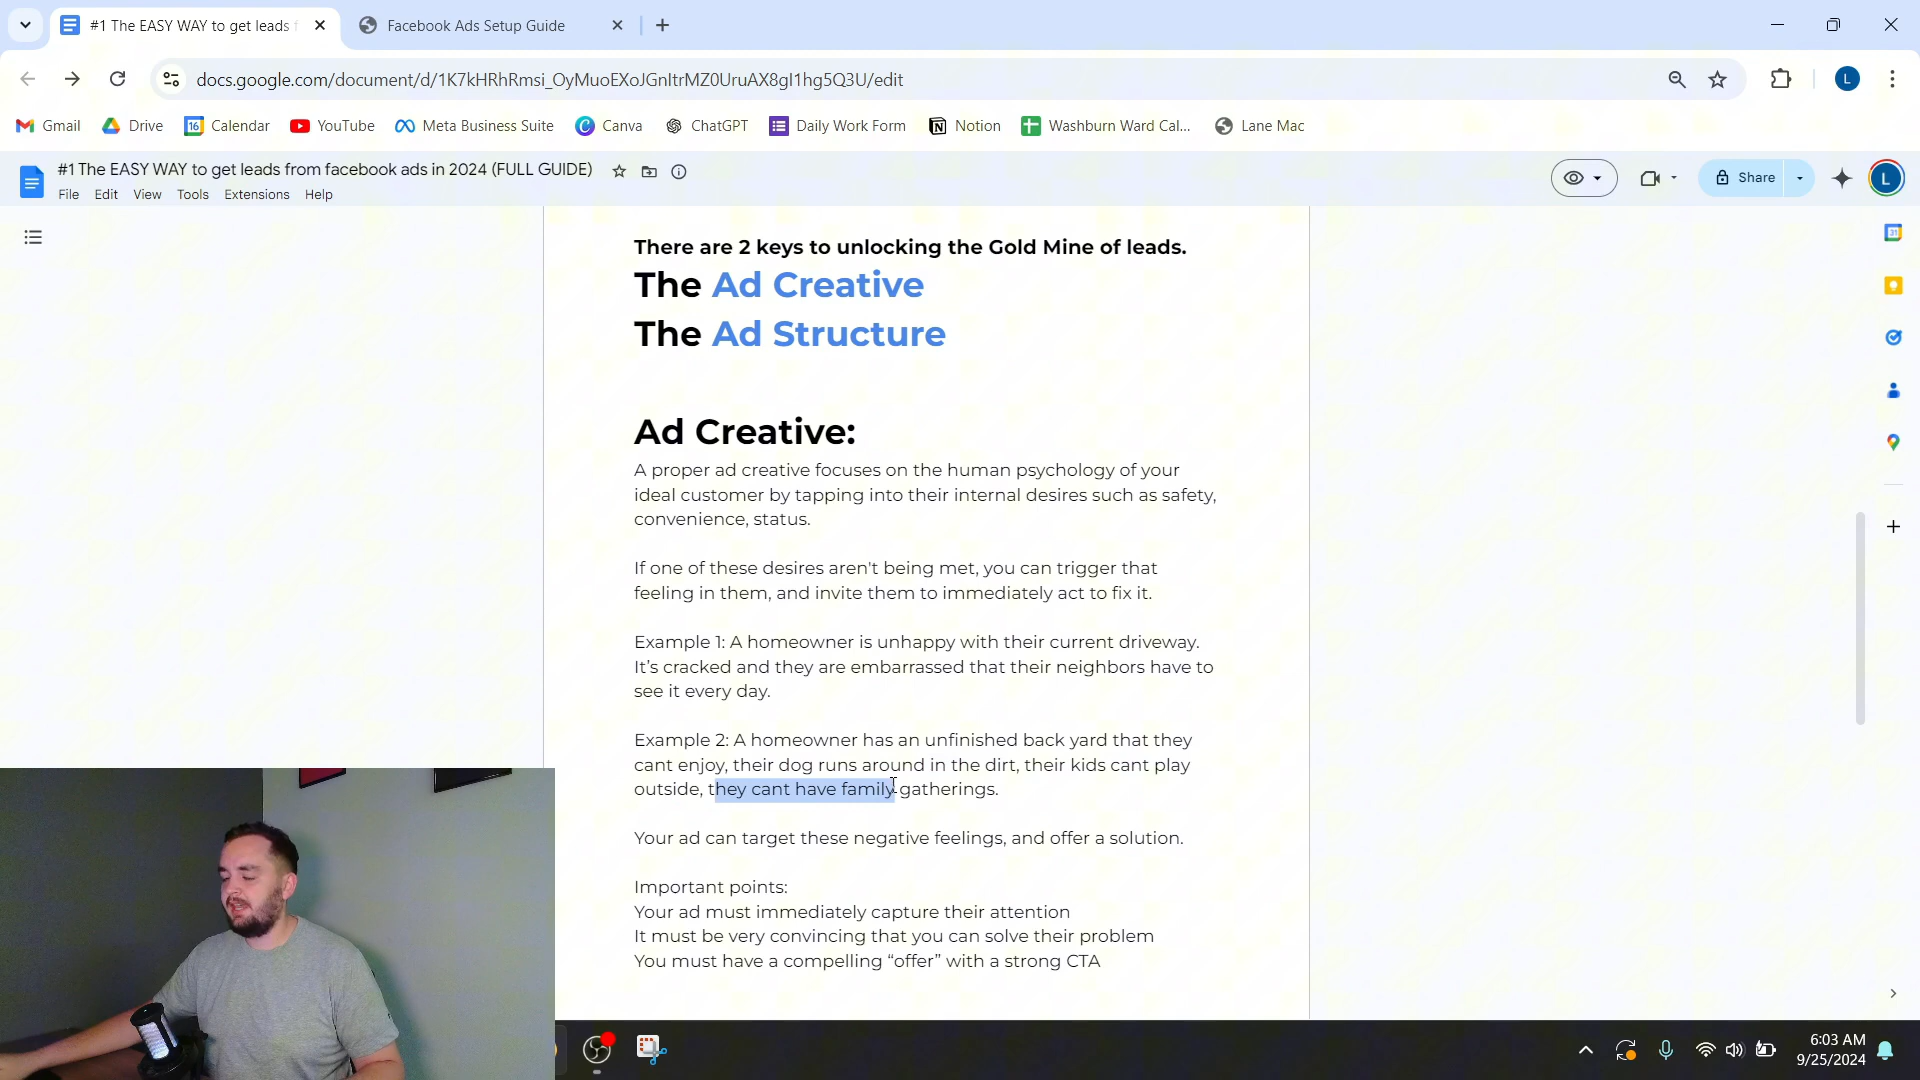 #1 The EASY WAY to get leads f
Facebook Ads Setup Guide
docs.google.com/document/d/1K7kHRhRmsi_OyMuoEXoJGnItrMZ0UruAX8gI1hg5Q3U/edit
L
Gmail
Drive
16
Calendar
YouTube
Meta Business Suite
Canva
ChatGPT
Daily Work Form
Notion
Washburn Ward Cal...
Lane Mac
#1 The EASY WAY to get leads from facebook ads in 2024 (FULL GUIDE)
File Edit View Tools Extensions Help
Share
L
31
There are 2 keys to unlocking the Gold Mine of leads.
The Ad Creative
The Ad Structure
Ad Creative:
A proper ad creative focuses on the human psychology of your
ideal customer by tapping into their internal desires such as safety,
convenience, status.
If one of these desires aren't being met, you can trigger that
feeling in them, and invite them to immediately act to fix it.
Example 1: A homeowner is unhappy with their current driveway.
It’s cracked and they are embarrassed that their neighbors have to
see it every day.
Example 2: A homeowner has an unfinished back yard that they
cant enjoy, their dog runs around in the dirt, their kids cant play
outside, they cant have family gatherings.
Your ad can target these negative feelings, and offer a solution.
Important points:
Your ad must immediately capture their attention
It must be very convincing that you can solve their problem
You must have a compelling “offer” with a strong CTA
6:03 AM
9/25/2024